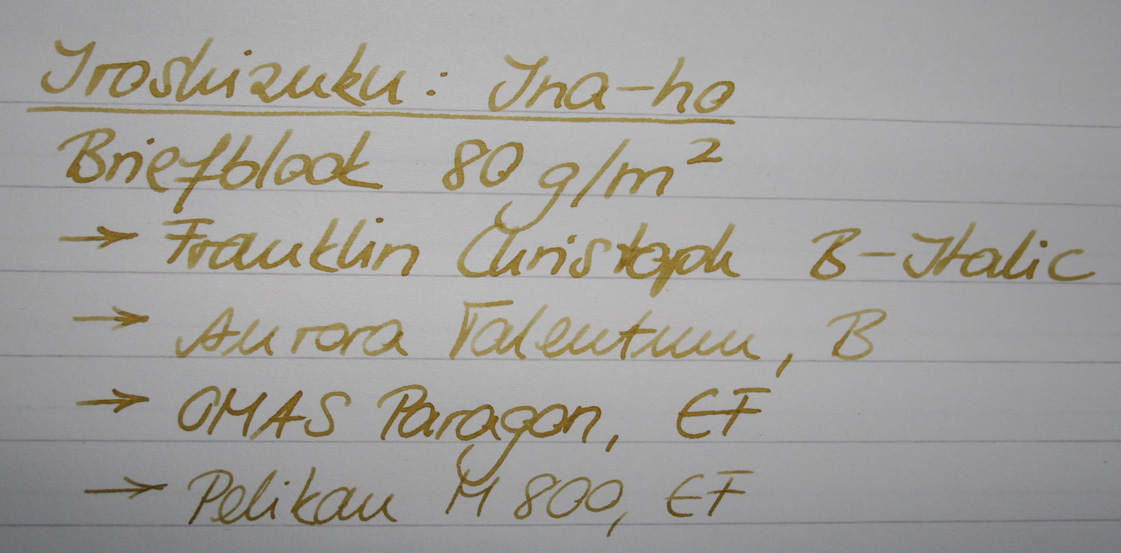 Iroshizuku: Ina-ho
Briefblock 80 g/m²
→ Franklin Christoph B-Italic
→ Aurora Talentum, B
→ OMAS Paragon, EF
→ Pelikan M 800, EF